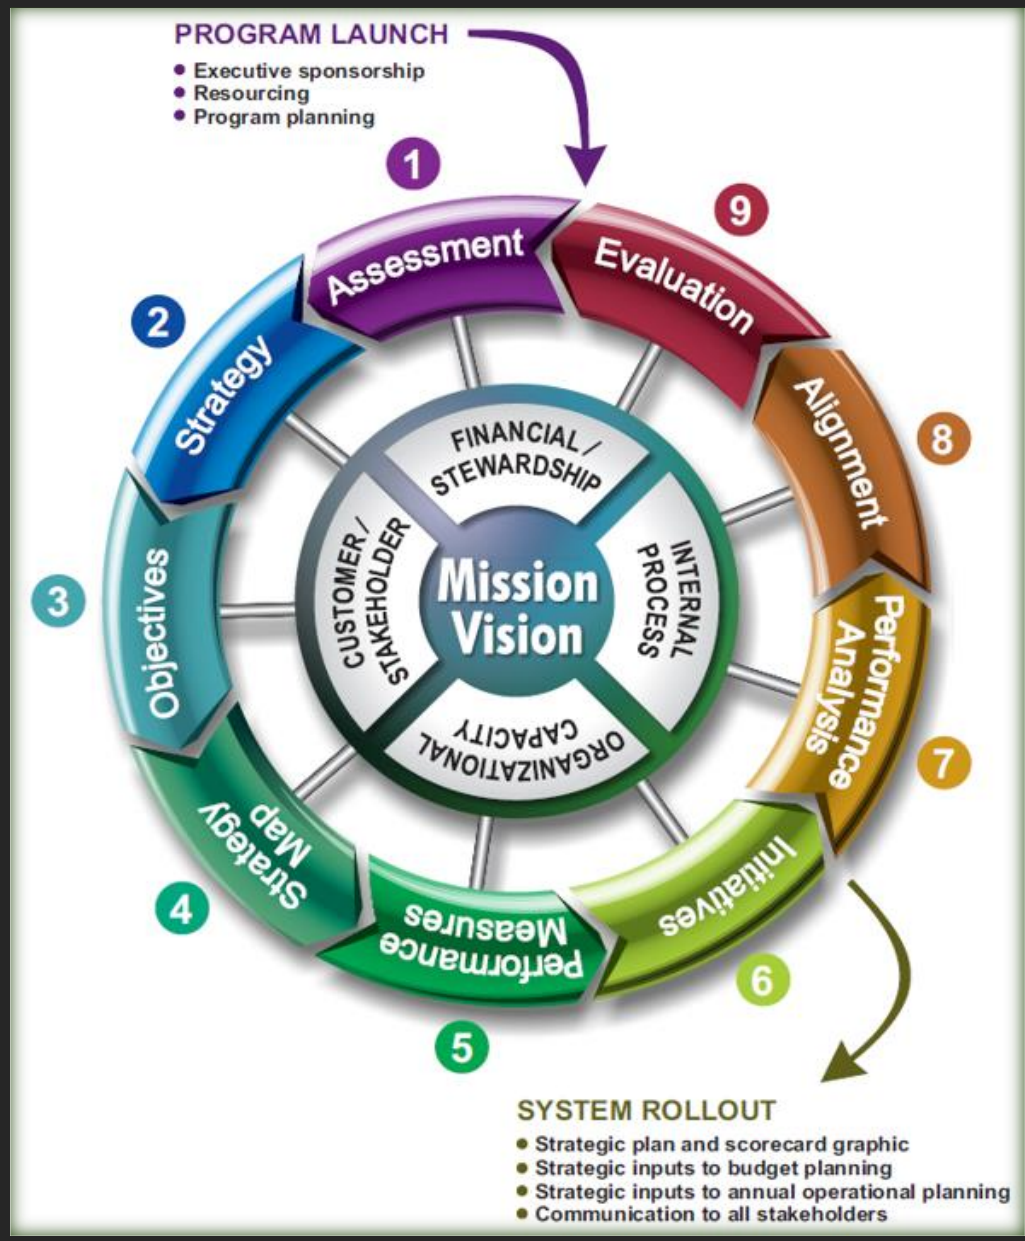 PROGRAM LAUNCH
• Executive sponsorship
• Resourcing
• Program planning
1
Assessment
2
Strategy
3
Objectives
4
Strategy
Map
5
Performance
Measures
6
Initiatives
7
Performance
Analysis
8
Alignment
9
Evaluation
FINANCIAL /
STEWARDSHIP
CUSTOMER /
STAKEHOLDER
INTERNAL
PROCESS
ORGANIZATIONAL
CAPACITY
Mission
Vision
SYSTEM ROLLOUT
• Strategic plan and scorecard graphic
• Strategic inputs to budget planning
• Strategic inputs to annual operational planning
• Communication to all stakeholders